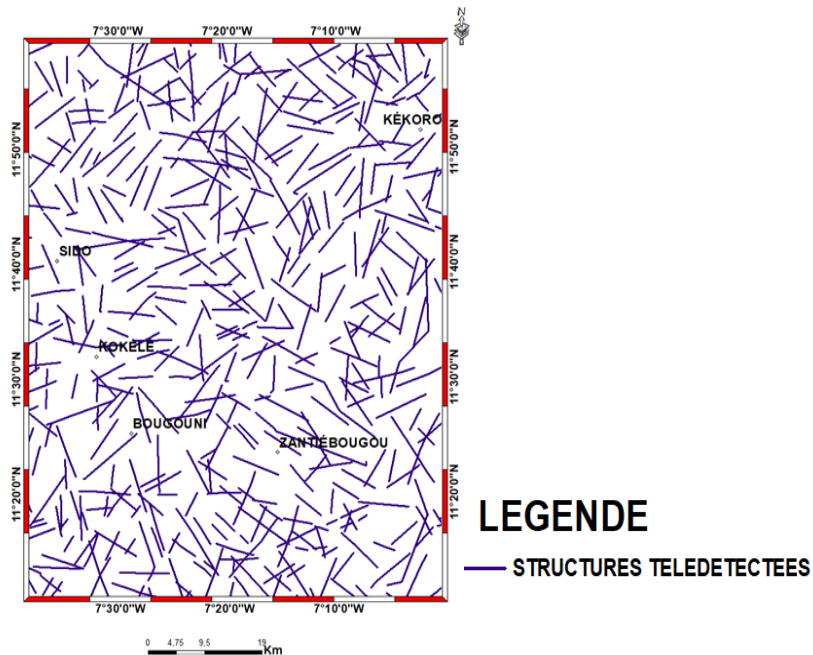 N
7°30'0"W 7°20'0"W 7°10'0"W
11°50'0"N 11°50'0"N
KÉKORO
11°40'0"N 11°40'0"N
SIDO
KOKÈLÈ
11°30'0"N 11°30'0"N
BOUGOUNI
ZANTIÉBOUGOU
11°20'0"N 11°20'0"N
7°30'0"W 7°20'0"W 7°10'0"W
0 4,75 9,5 19
Km
LEGENDE
STRUCTURES TELEDETECTEES